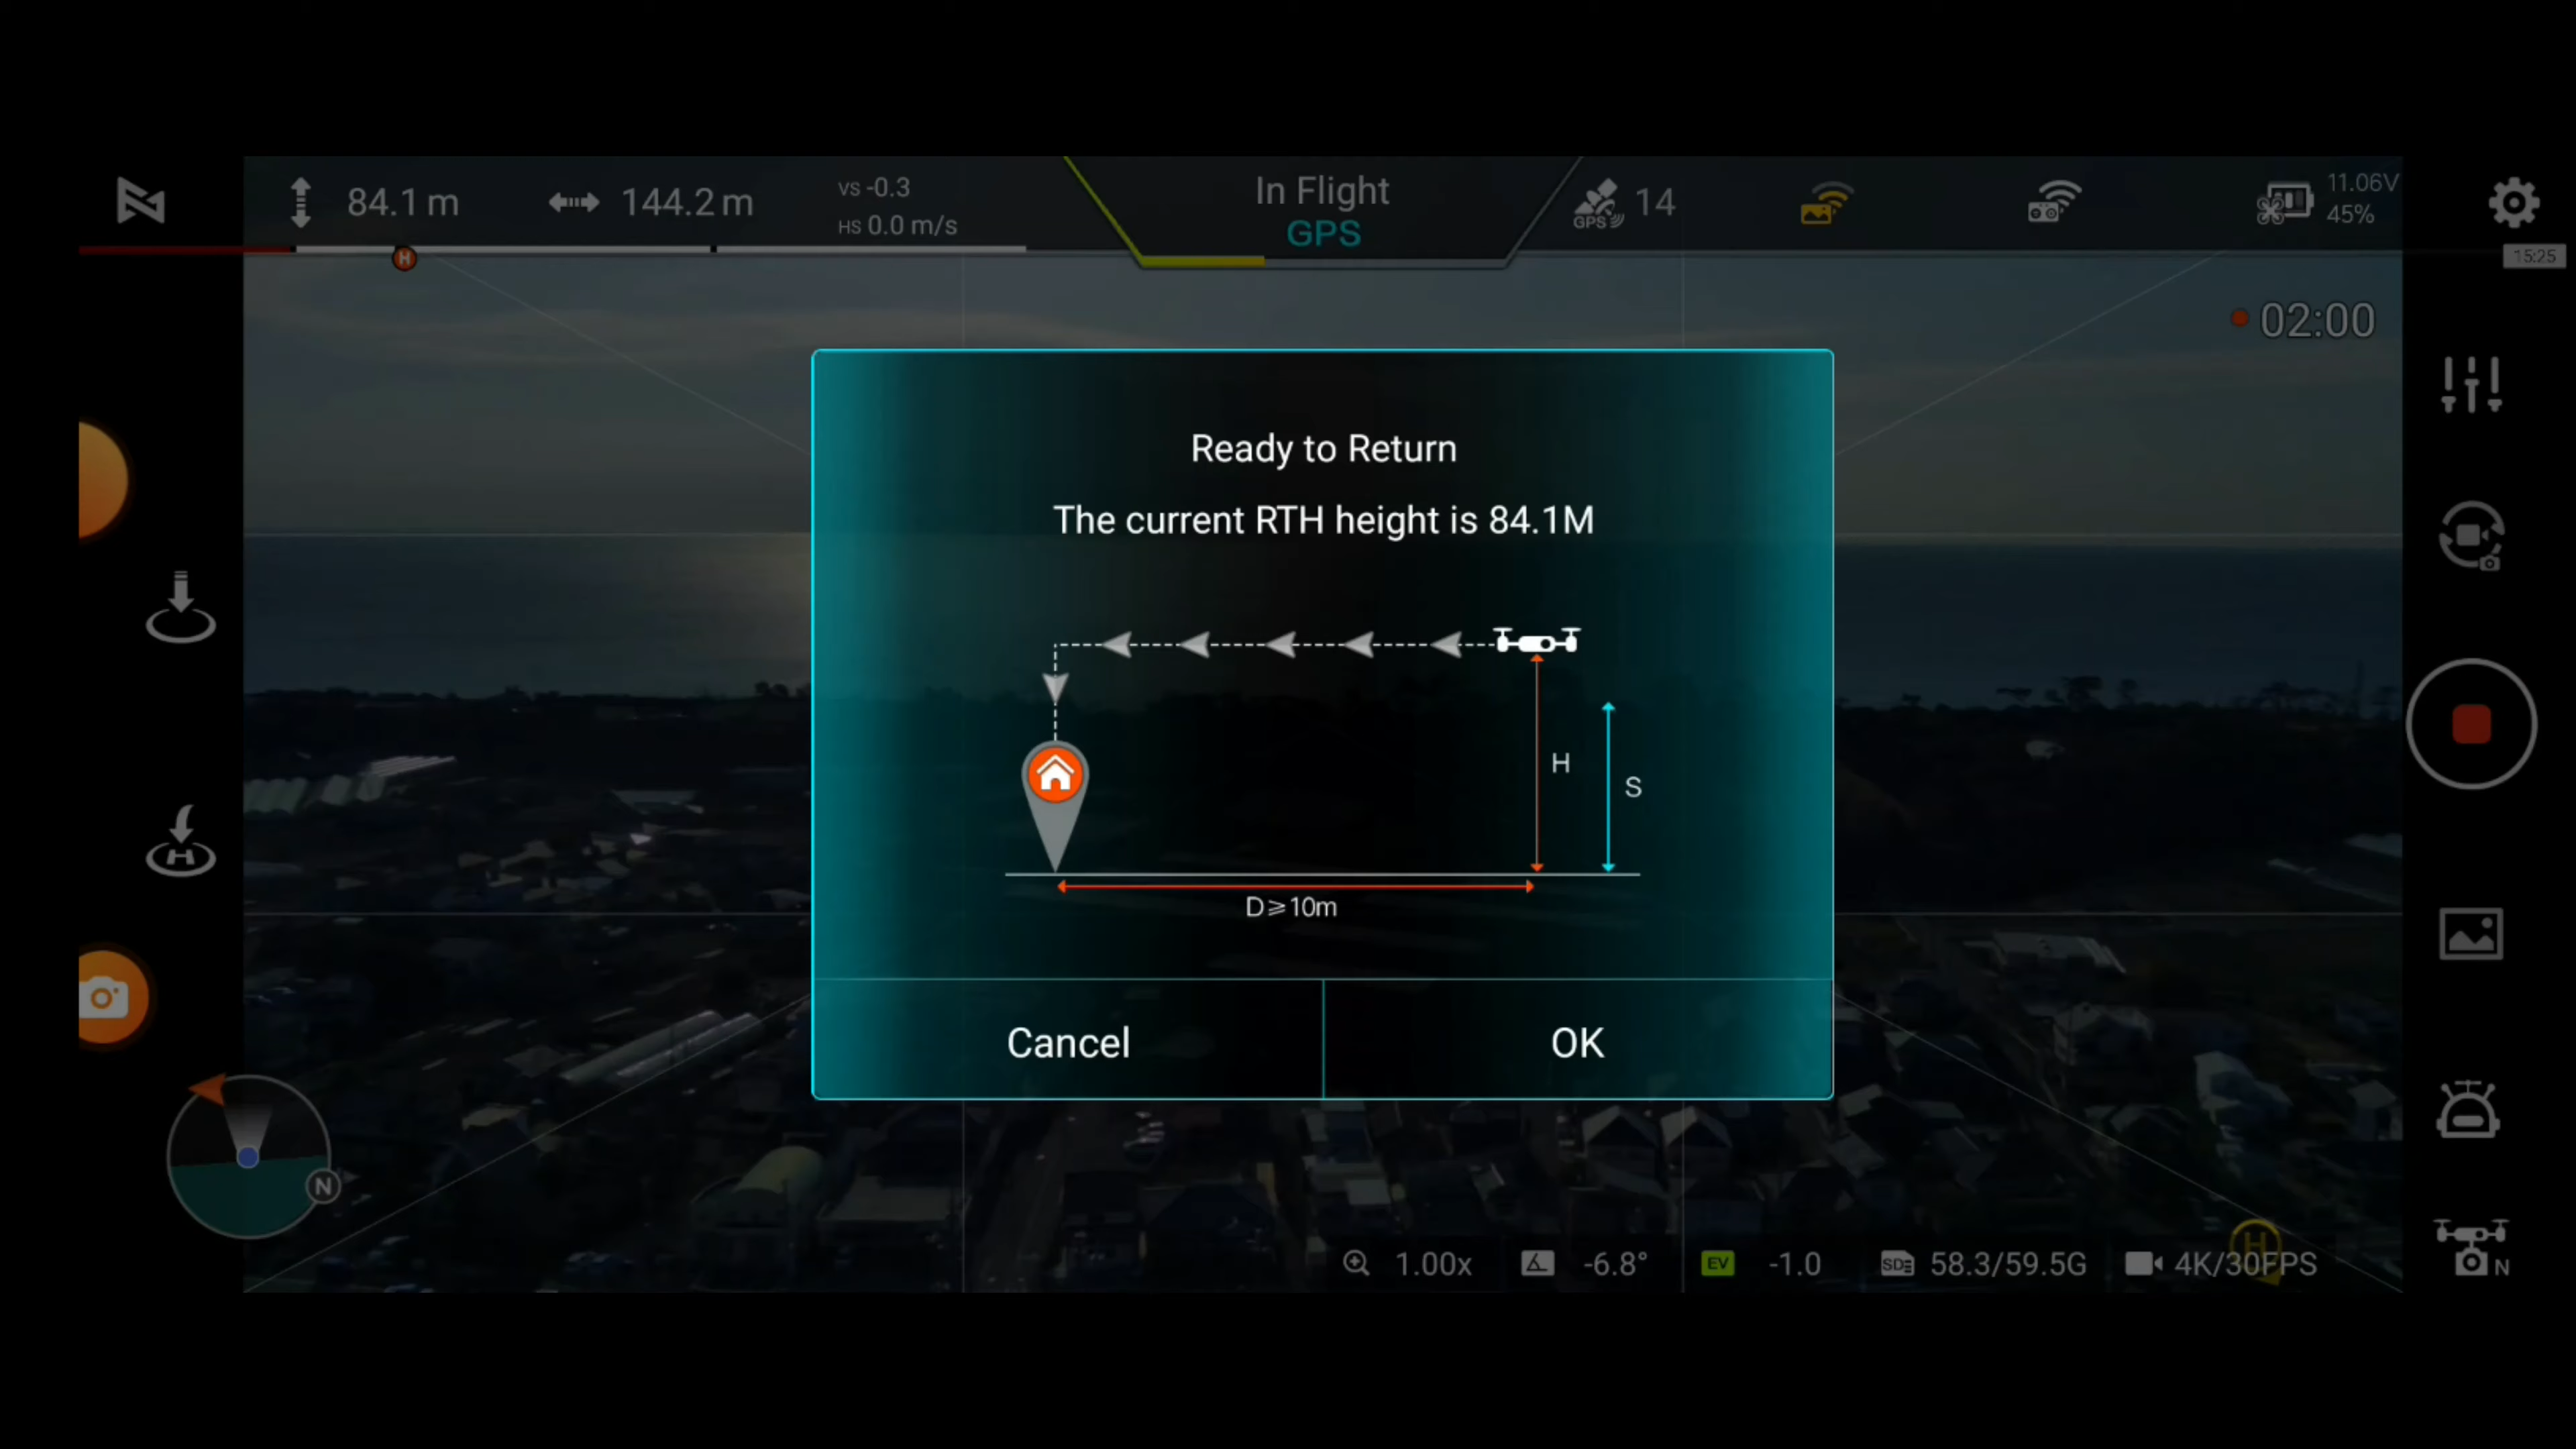 84.1 m
144.2 m
VS -0.3
HS 0.0 m/s
In Flight
GPS
GPS
14
11.06V
45%
15:25
H
02:00
Ready to Return
The current RTH height is 84.1M
H
S
D⩾10m
Cancel
OK
H
N
H
1.00x
-6.8°
EV
-1.0
SD
58.3/59.5G
4K/30FPS
N